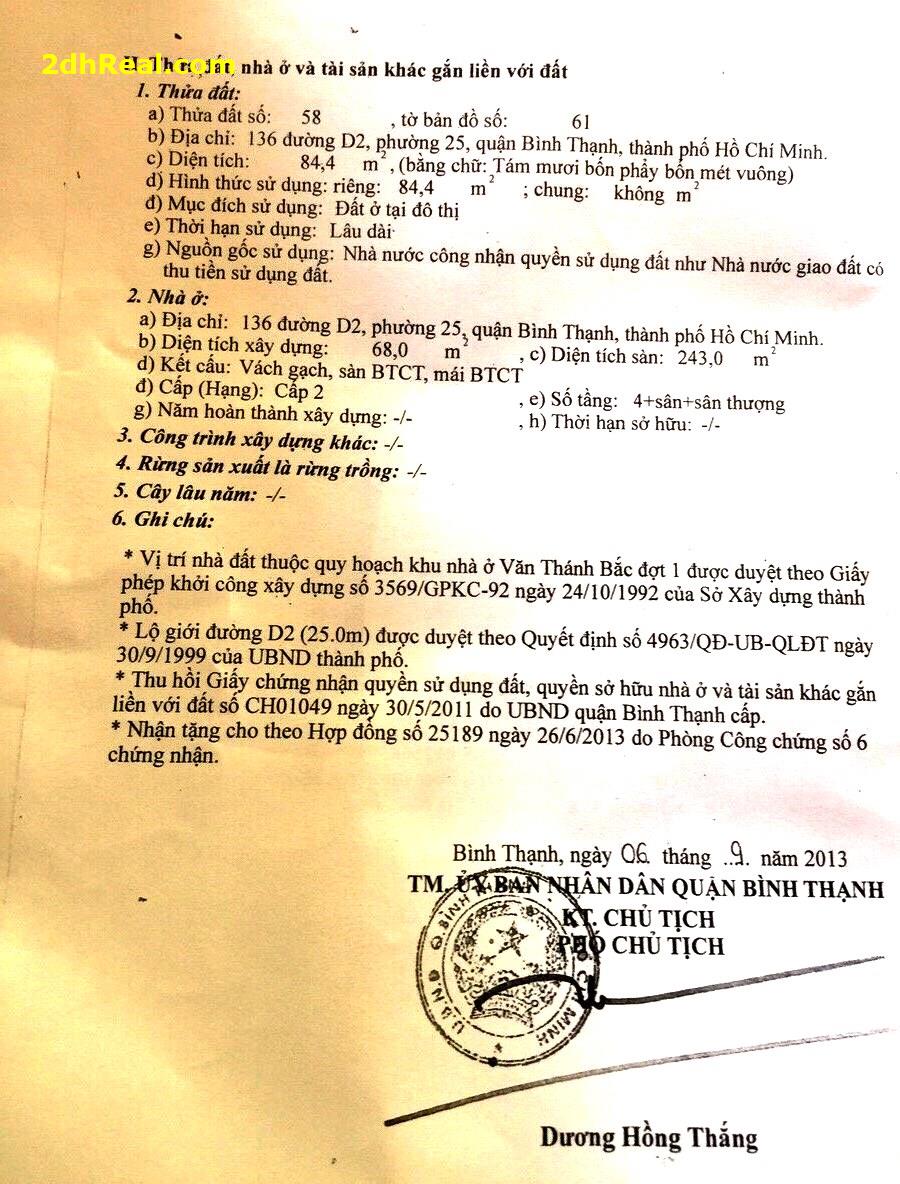 2dhReal.com
II. Thửa đất, nhà ở và tài sản khác gắn liền với đất
1. Thửa đất:
a) Thửa đất số: 58 , tờ bản đồ số: 61
b) Địa chỉ: 136 đường D2, phường 25, quận Bình Thạnh, thành phố Hồ Chí Minh.
c) Diện tích: 84,4 m² , (bằng chữ: Tám mươi bốn phẩy bốn mét vuông)
d) Hình thức sử dụng: riêng: 84,4 m² ; chung: không m²
đ) Mục đích sử dụng: Đất ở tại đô thị
e) Thời hạn sử dụng: Lâu dài
g) Nguồn gốc sử dụng: Nhà nước công nhận quyền sử dụng đất như Nhà nước giao đất có
thu tiền sử dụng đất.
2. Nhà ở:
a) Địa chỉ: 136 đường D2, phường 25, quận Bình Thạnh, thành phố Hồ Chí Minh.
b) Diện tích xây dựng: 68,0 m² , c) Diện tích sàn: 243,0 m²
d) Kết cấu: Vách gạch, sàn BTCT, mái BTCT
đ) Cấp (Hạng): Cấp 2 , e) Số tầng: 4+sân+sân thượng
g) Năm hoàn thành xây dựng: -/- , h) Thời hạn sở hữu: -/-
3. Công trình xây dựng khác: -/-
4. Rừng sản xuất là rừng trồng: -/-
5. Cây lâu năm: -/-
6. Ghi chú:
* Vị trí nhà đất thuộc quy hoạch khu nhà ở Văn Thánh Bắc đợt 1 được duyệt theo Giấy
phép khởi công xây dựng số 3569/GPKC-92 ngày 24/10/1992 của Sở Xây dựng thành
phố.
* Lộ giới đường D2 (25.0m) được duyệt theo Quyết định số 4963/QĐ-UB-QLĐT ngày
30/9/1999 của UBND thành phố.
* Thu hồi Giấy chứng nhận quyền sử dụng đất, quyền sở hữu nhà ở và tài sản khác gắn
liền với đất số CH01049 ngày 30/5/2011 do UBND quận Bình Thạnh cấp.
* Nhận tặng cho theo Hợp đồng số 25189 ngày 26/6/2013 do Phòng Công chứng số 6
chứng nhận.
Bình Thạnh, ngày 06 tháng ..9. năm 2013
TM. ỦY BAN NHÂN DÂN QUẬN BÌNH THẠNH
KT. CHỦ TỊCH
PHÓ CHỦ TỊCH
U.B.N.D Q.BÌNH MINH
Dương Hồng Thắng